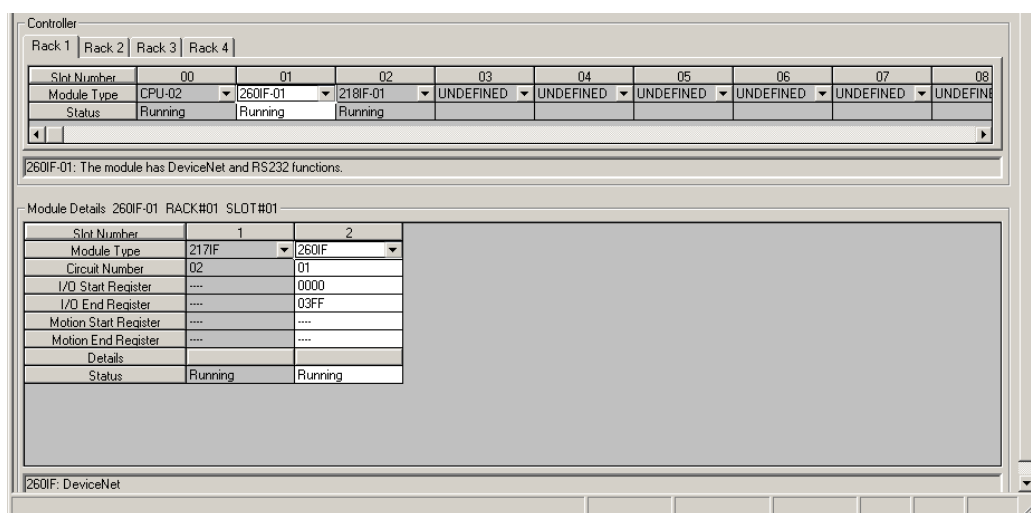 Controller
Rack 1 Rack 2 Rack 3 Rack 4
Slot Number 00 01 02 03 04 05 06 07 08
Module Type CPU-02 260IF-01 218IF-01 UNDEFINED UNDEFINED UNDEFINED UNDEFINED UNDEFINED UNDEFINE
Status Running Running Running
260IF-01: The module has DeviceNet and RS232 functions.
Module Details 260IF-01 RACK#01 SLOT#01
Slot Number 1 2
Module Type 217IF 260IF
Circuit Number 02 01
I/O Start Register ---- 0000
I/O End Register ---- 03FF
Motion Start Register ---- ----
Motion End Register ---- ----
Details
Status Running Running
260IF: DeviceNet